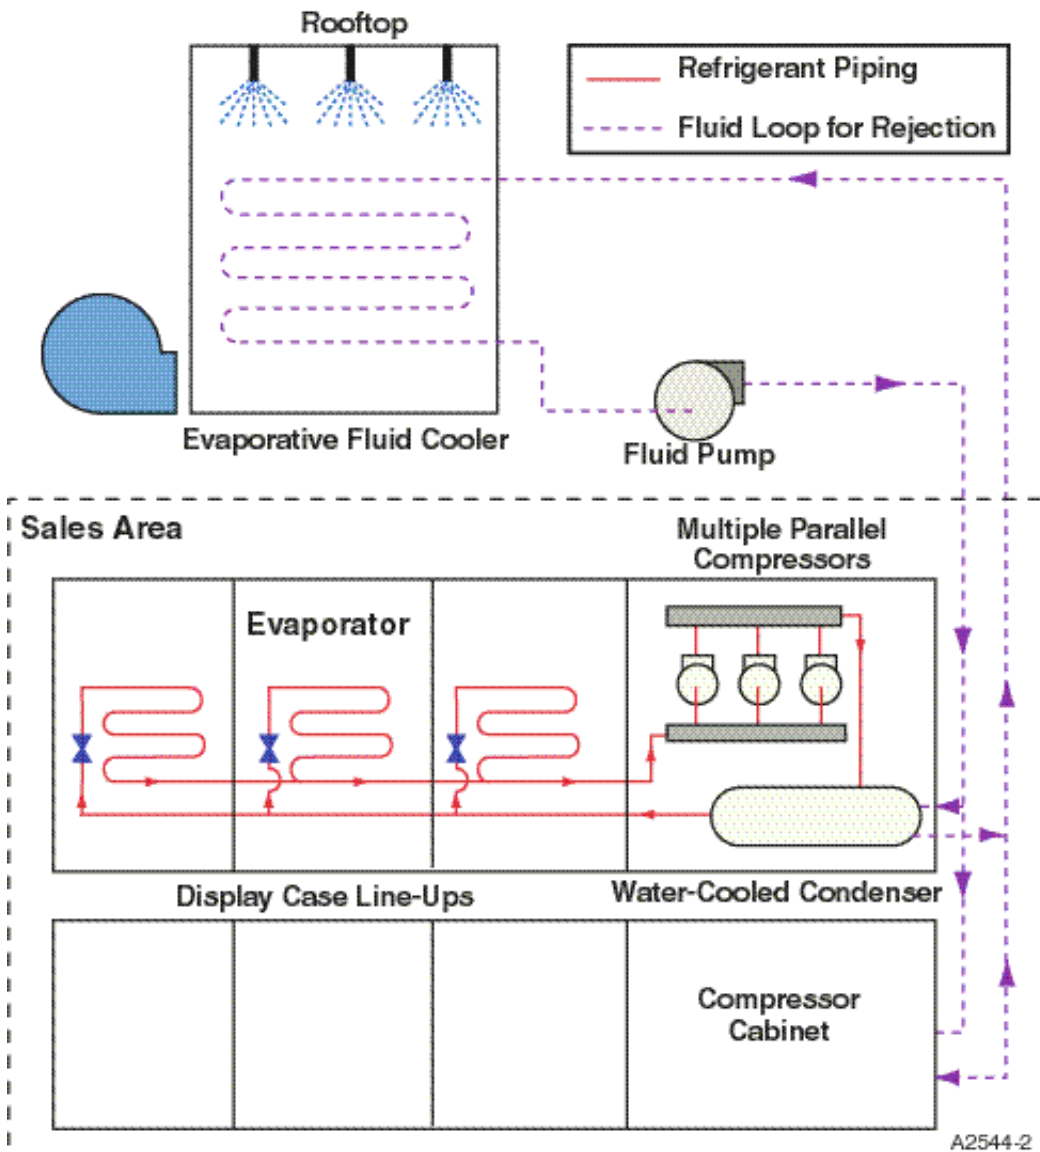 Rooftop
Refrigerant Piping
Fluid Loop for Rejection
Evaporative Fluid Cooler
Fluid Pump
Sales Area
Multiple Parallel
Compressors
Evaporator
Display Case Line-Ups
Water-Cooled Condenser
Compressor
Cabinet
A2544-2